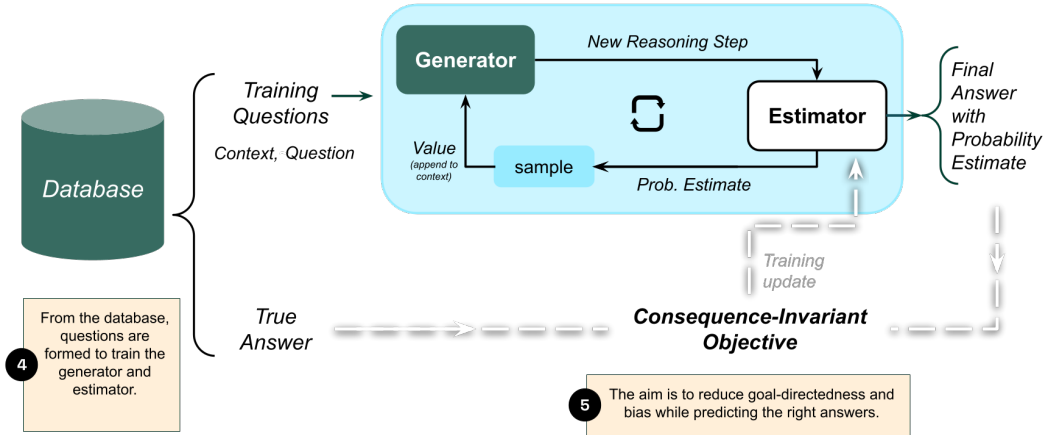 New Reasoning Step
Generator
Final
Answer
with
Probability
Estimate
Training
Questions
Context, Question
Estimator
Value
(append to
context)
sample
Prob. Estimate
Database
Training
update
From the database,
questions are
formed to train the
generator and
estimator.
4
True
Answer
Consequence-Invariant
Objective
5
The aim is to reduce goal-directedness and
bias while predicting the right answers.